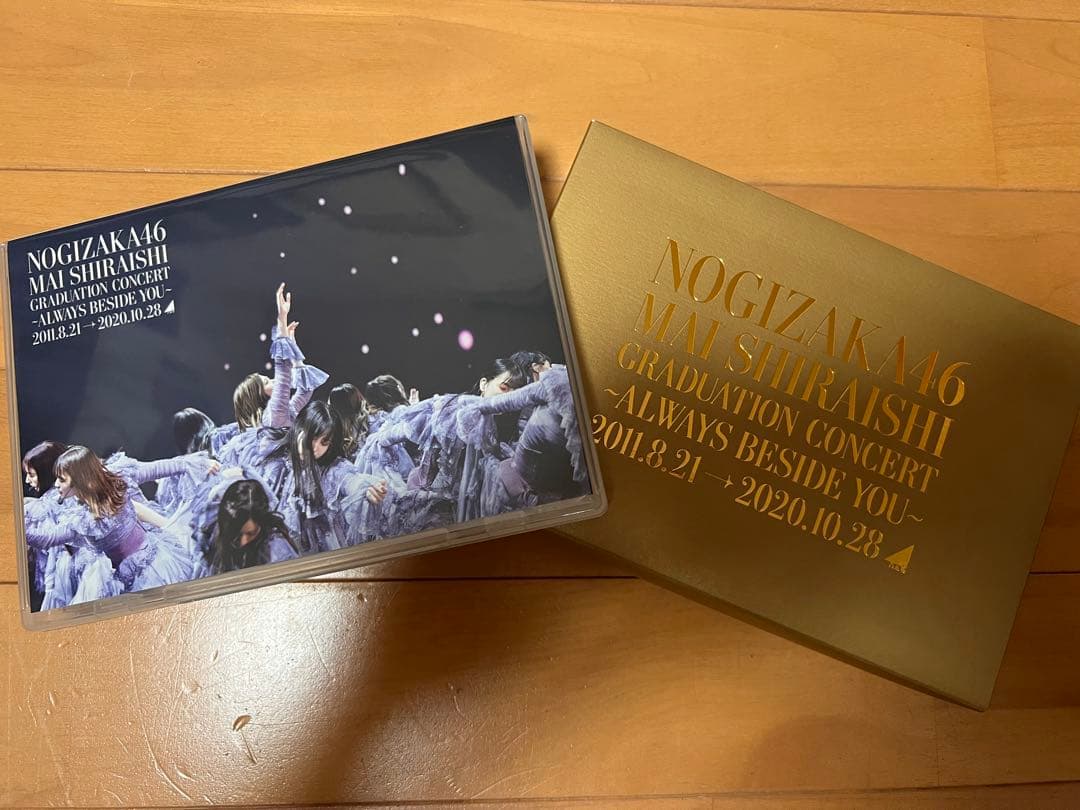 NOGIZAKA46
MAI SHIRAISHI
GRADUATION CONCERT
~ALWAYS BESIDE YOU~
2011.8.21→2020.10.28
NOGIZAKA46
MAI SHIRAISHI
GRADUATION CONCERT
~ALWAYS BESIDE YOU~
2011.8.21→2020.10.28